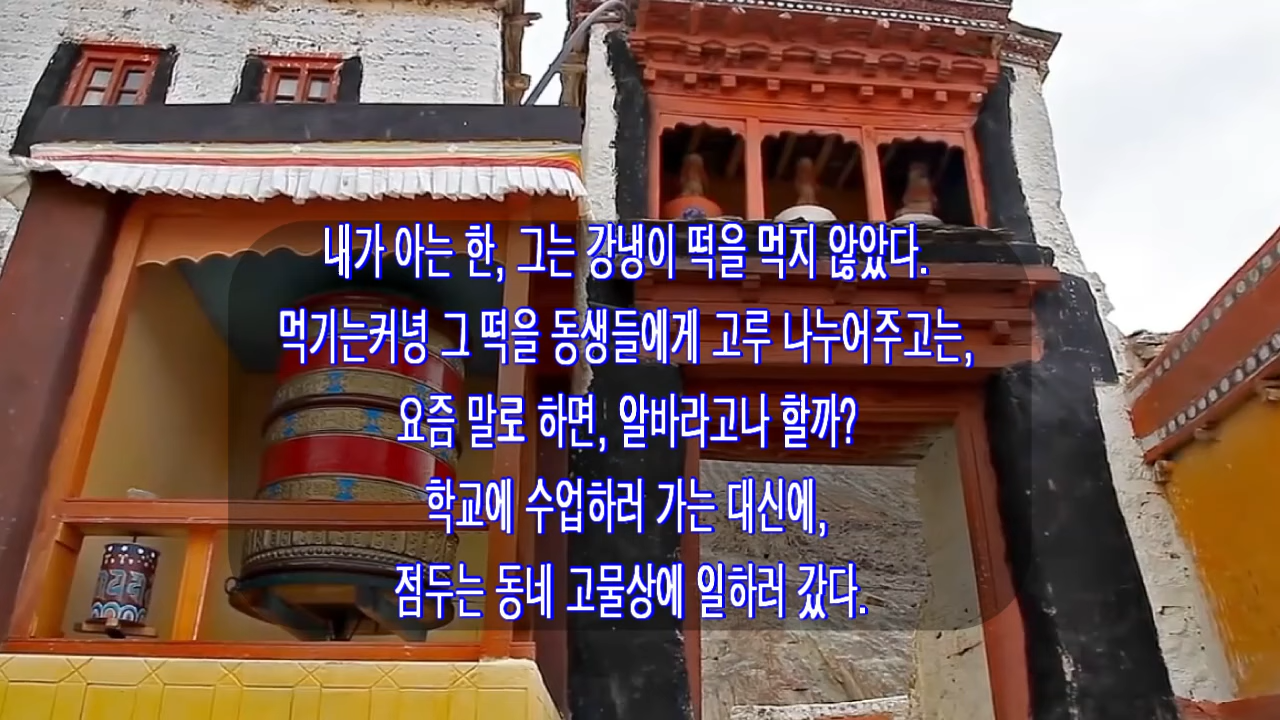 내가 아는 한, 그는 강냉이 떡을 먹지 않았다.
먹기는커녕 그 떡을 동생들에게 고루 나누어주고는,
요즘 말로 하면, 알바라고나 할까?
학교에 수업하러 가는 대신에,
점두는 동네 고물상에 일하러 갔다.